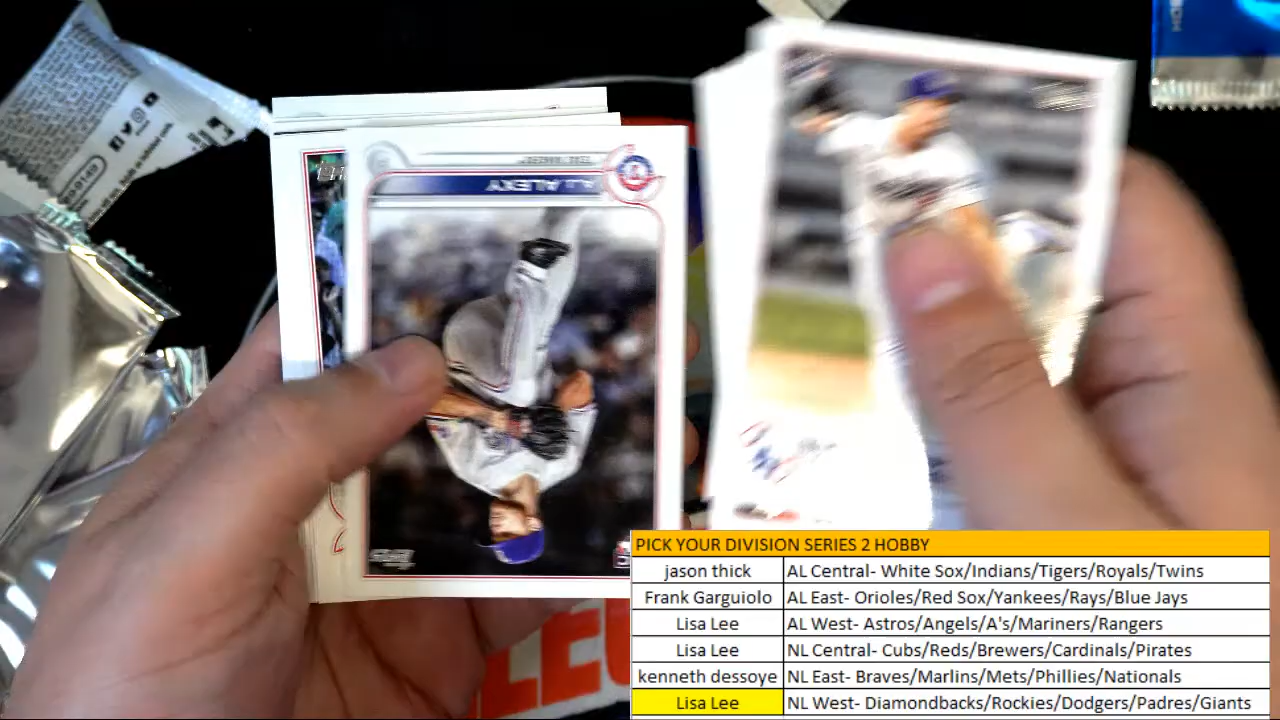 A.J. ALEXY
PICK YOUR DIVISION SERIES 2 HOBBY
jason thick AL Central- White Sox/Indians/Tigers/Royals/Twins
Frank Garguiolo AL East- Orioles/Red Sox/Yankees/Rays/Blue Jays
Lisa Lee AL West- Astros/Angels/A's/Mariners/Rangers
Lisa Lee NL Central- Cubs/Reds/Brewers/Cardinals/Pirates
kenneth dessoye NL East- Braves/Marlins/Mets/Phillies/Nationals
Lisa Lee NL West- Diamondbacks/Rockies/Dodgers/Padres/Giants